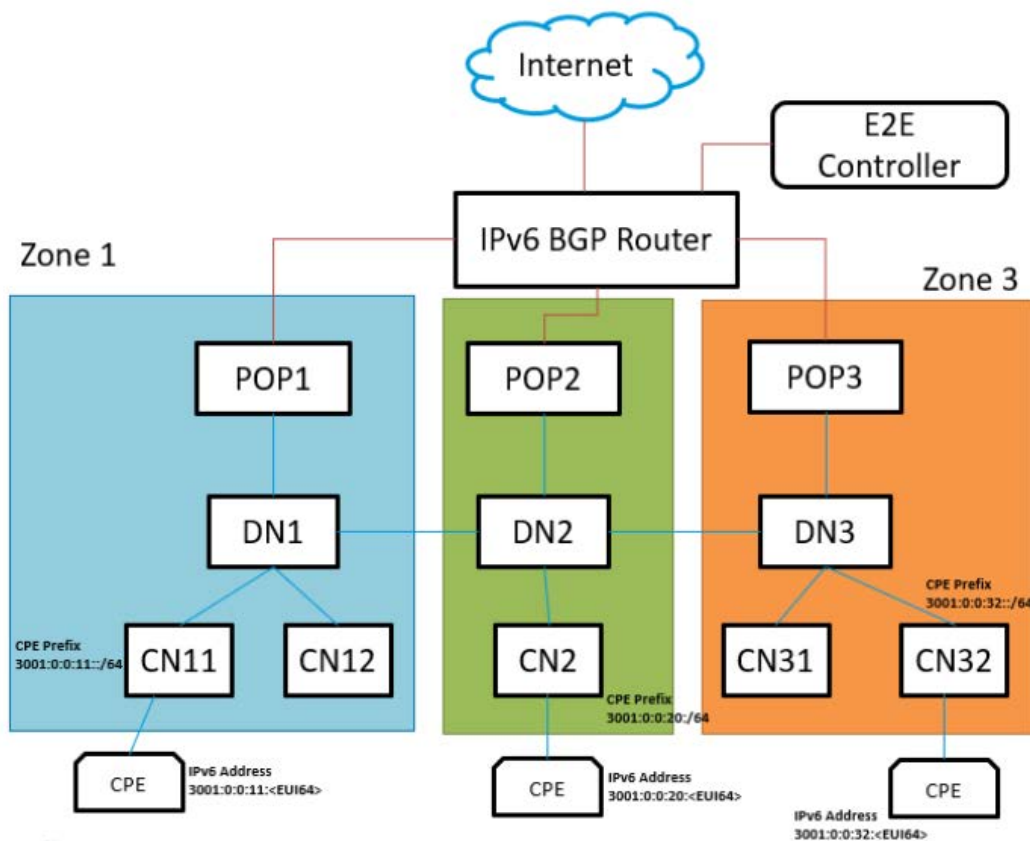 Internet
E2E
Controller
IPv6 BGP Router
Zone 1
Zone 3
POP1
POP2
POP3
DN1
DN2
DN3
CPE Prefix
3001:0:0:11::/64
CN11
CN12
CN2
CPE Prefix
3001:0:0:20:/64
CPE Prefix
3001:0:0:32::/64
CN31
CN32
CPE
IPv6 Address
3001:0:0:11:<EUI64>
CPE
IPv6 Address
3001:0:0:20:<EUI64>
CPE
IPv6 Address
3001:0:0:32:<EUI64>